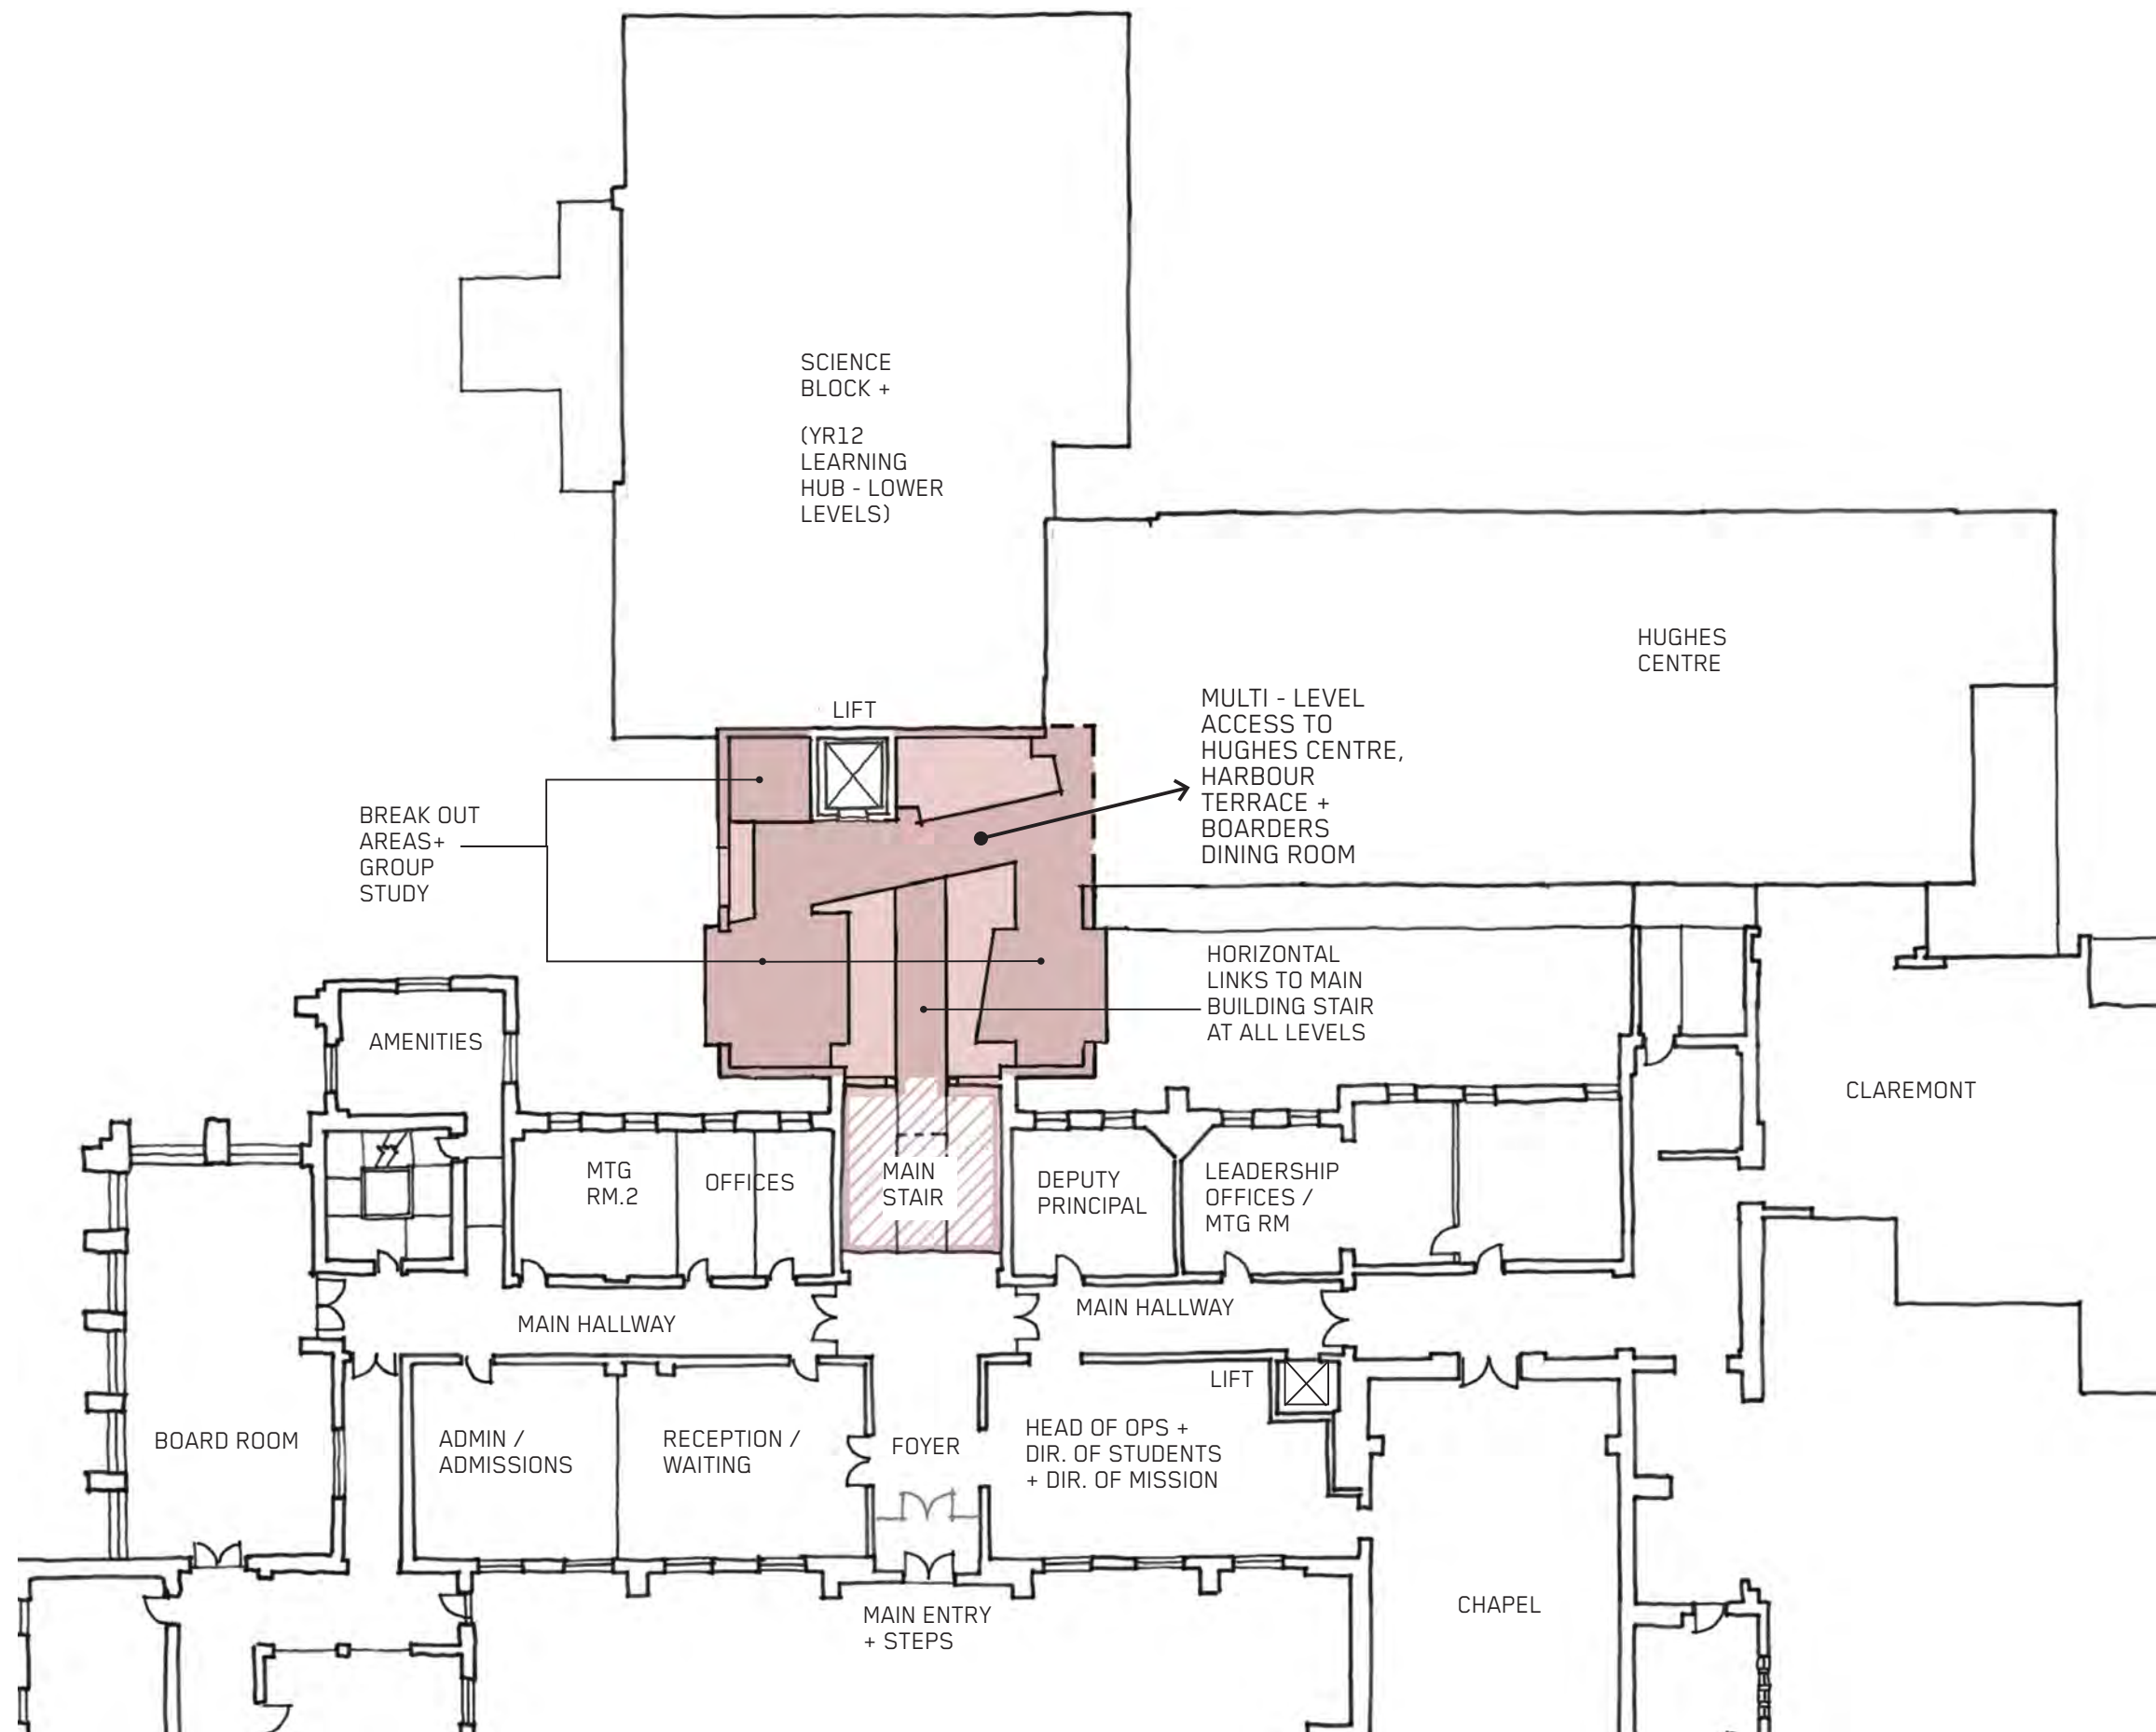 SCIENCE
BLOCK +
(YR12
LEARNING
HUB - LOWER
LEVELS)
HUGHES
CENTRE
LIFT
MULTI - LEVEL
ACCESS TO
HUGHES CENTRE,
HARBOUR
TERRACE +
BOARDERS
DINING ROOM
BREAK OUT
AREAS+
GROUP
STUDY
HORIZONTAL
LINKS TO MAIN
BUILDING STAIR
AT ALL LEVELS
AMENITIES
CLAREMONT
MTG
RM.2
OFFICES
MAIN
STAIR
DEPUTY
PRINCIPAL
LEADERSHIP
OFFICES /
MTG RM
MAIN HALLWAY
MAIN HALLWAY
LIFT
BOARD ROOM
ADMIN /
ADMISSIONS
RECEPTION /
WAITING
FOYER
HEAD OF OPS +
DIR. OF STUDENTS
+ DIR. OF MISSION
MAIN ENTRY
+ STEPS
CHAPEL